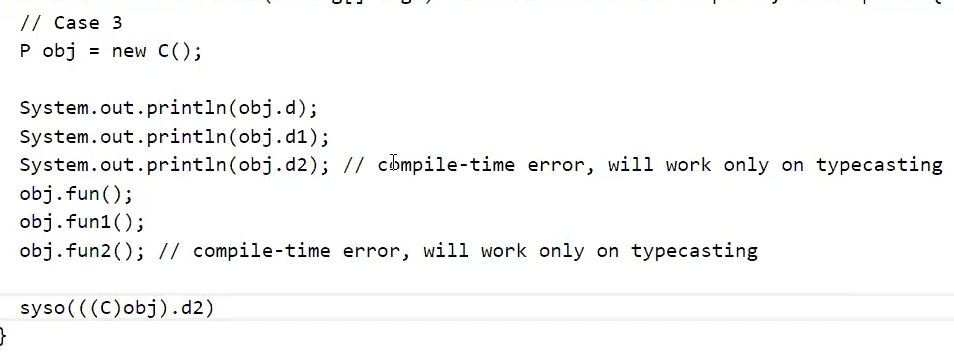 // Case 3
P obj = new C();
System.out.println(obj.d);
System.out.println(obj.d1);
System.out.println(obj.d2); // compile-time error, will work only on typecasting
obj.fun();
obj.fun1();
obj.fun2(); // compile-time error, will work only on typecasting
syso(((C)obj).d2)
}